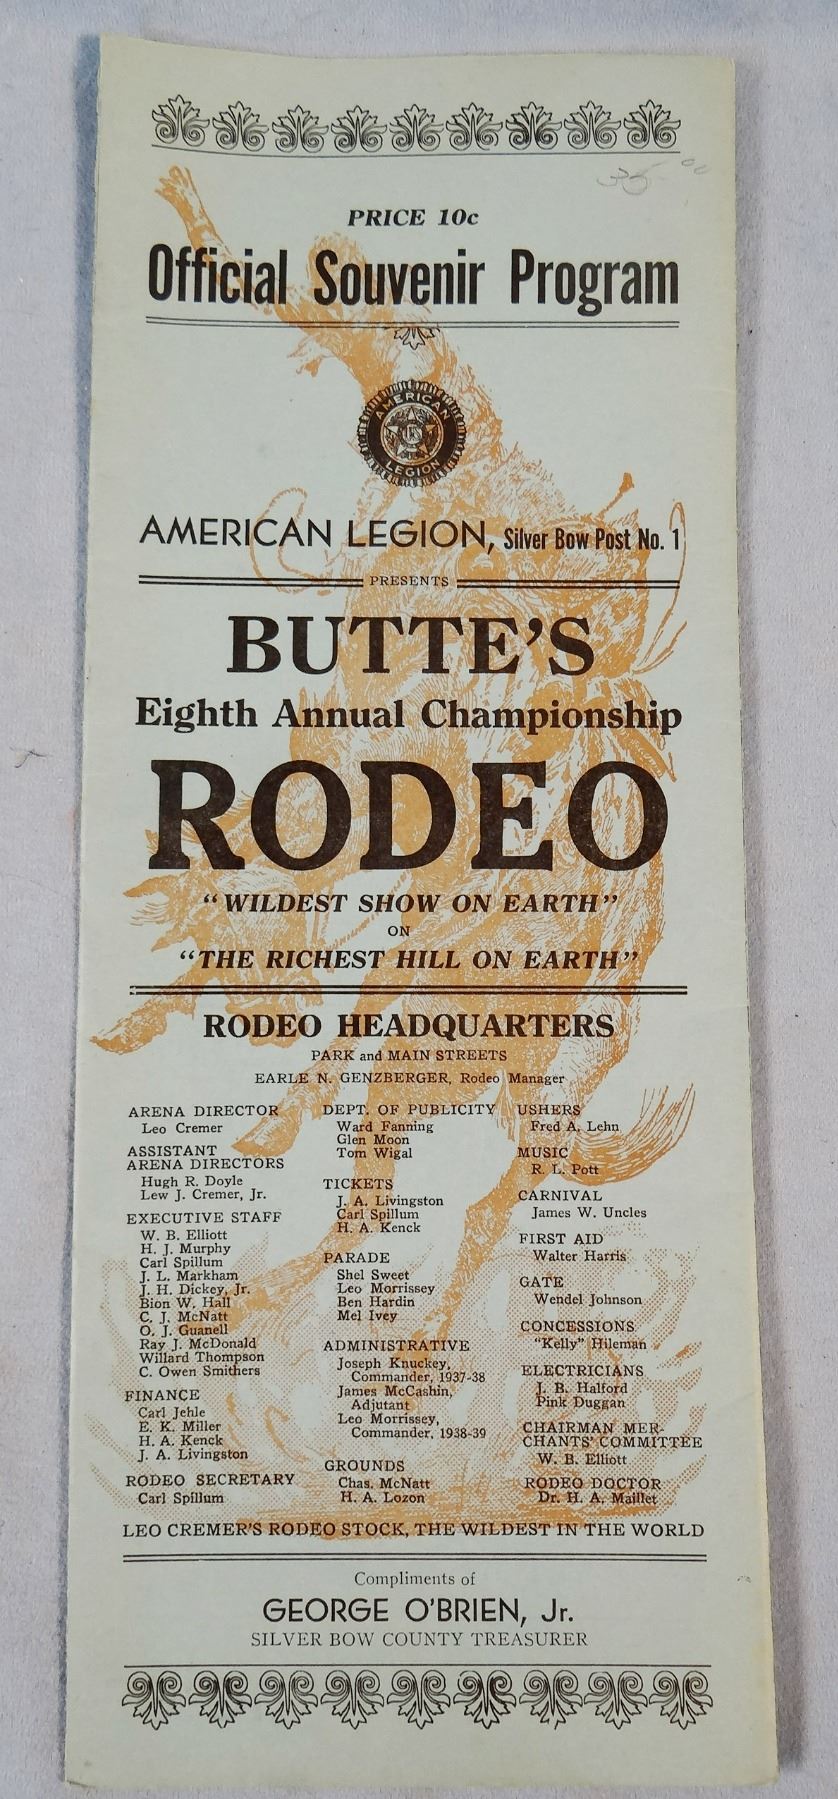 35.00
PRICE 10c
Official Souvenir Program
AMERICAN
LEGION
AMERICAN LEGION, Silver Bow Post No. 1
PRESENTS
BUTTE'S
Eighth Annual Championship
RODEO
"WILDEST SHOW ON EARTH"
ON
"THE RICHEST HILL ON EARTH"
RODEO HEADQUARTERS
PARK and MAIN STREETS
EARLE N. GENZBERGER, Rodeo Manager
ARENA DIRECTOR
Leo Cremer
ASSISTANT
ARENA DIRECTORS
Hugh R. Doyle
Lew J. Cremer, Jr.
EXECUTIVE STAFF
W. B. Elliott
H. J. Murphy
Carl Spillum
J. L. Markham
J. H. Dickey, Jr.
Bion W. Hall
C. J. McNatt
O. J. Guanell
Ray J. McDonald
Willard Thompson
C. Owen Smithers
FINANCE
Carl Jehle
E. K. Miller
H. A. Kenck
J. A. Livingston
RODEO SECRETARY
Carl Spillum
DEPT. OF PUBLICITY
Ward Fanning
Glen Moon
Tom Wigal
TICKETS
J. A. Livingston
Carl Spillum
H. A. Kenck
PARADE
Shel Sweet
Leo Morrissey
Ben Hardin
Mel Ivey
ADMINISTRATIVE
Joseph Knuckey,
Commander, 1937-38
James McCashin,
Adjutant
Leo Morrissey,
Commander, 1938-39
GROUNDS
Chas. McNatt
H. A. Lozon
USHERS
Fred A. Lehn
MUSIC
R. L. Pott
CARNIVAL
James W. Uncles
FIRST AID
Walter Harris
GATE
Wendel Johnson
CONCESSIONS
"Kelly" Hileman
ELECTRICIANS
J. B. Halford
Pink Duggan
CHAIRMAN MER-
CHANTS' COMMITTEE
W. B. Elliott
RODEO DOCTOR
Dr. H. A. Maillet
LEO CREMER'S RODEO STOCK, THE WILDEST IN THE WORLD
Compliments of
GEORGE O'BRIEN, Jr.
SILVER BOW COUNTY TREASURER